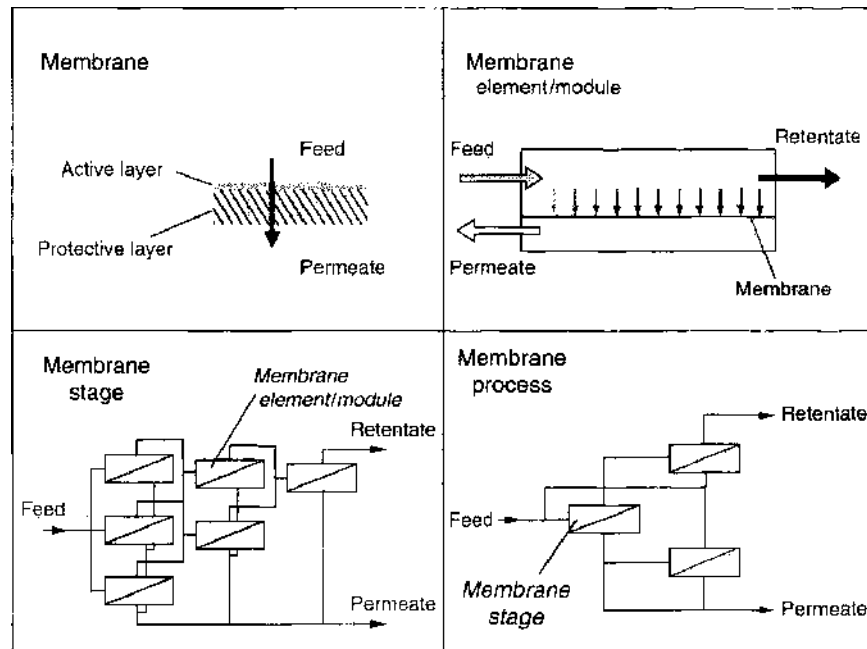 Membrane
Feed
Active layer
Protective layer
Permeate
Membrane
element/module
Retentate
Feed
Permeate
Membrane
Membrane
stage
Membrane
element/module
Retentate
Feed
Permeate
Membrane
process
Retentate
Feed
Membrane
stage
Permeate